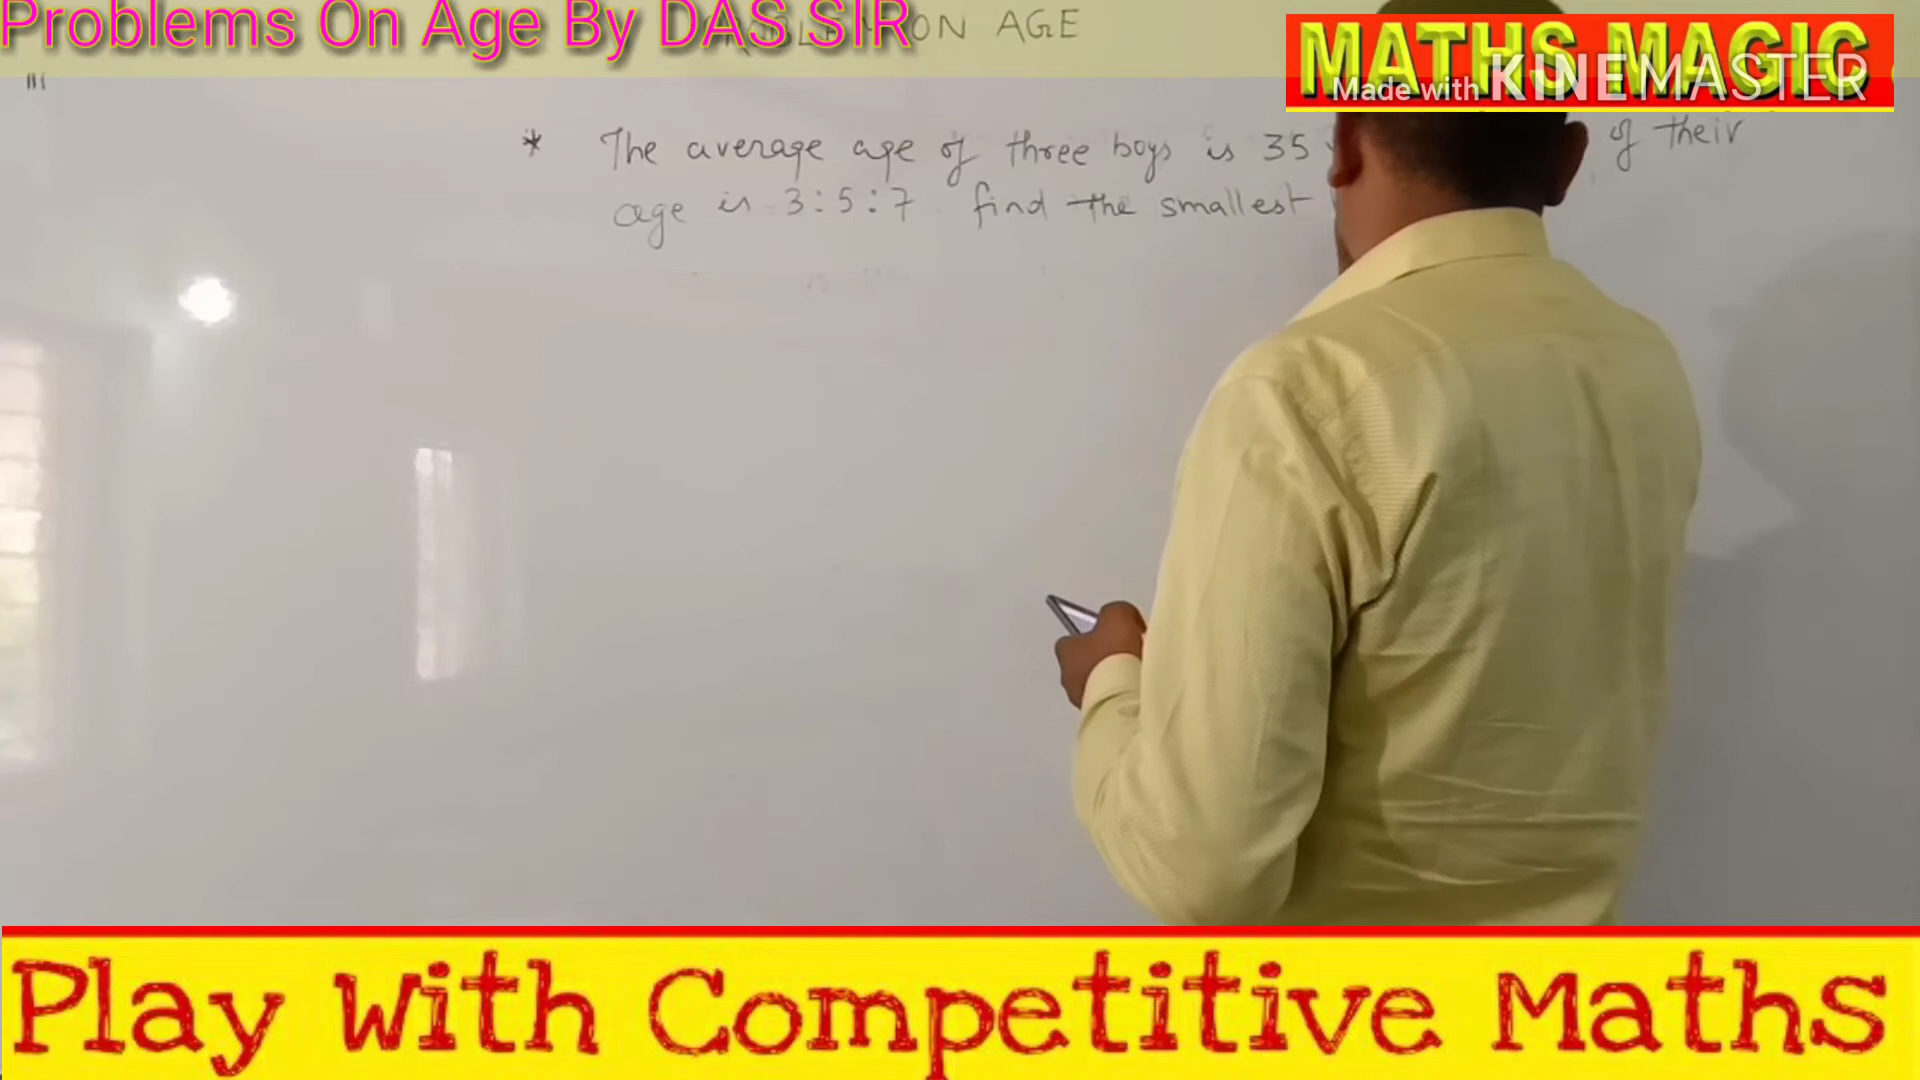 Problems On Age By DAS SIR
ON AGE
MATHS MAGIC
Made with KINEMASTER
* The average age of three boys is 35 of their
age is 3:5:7. find the smallest
Play With Competitive Maths